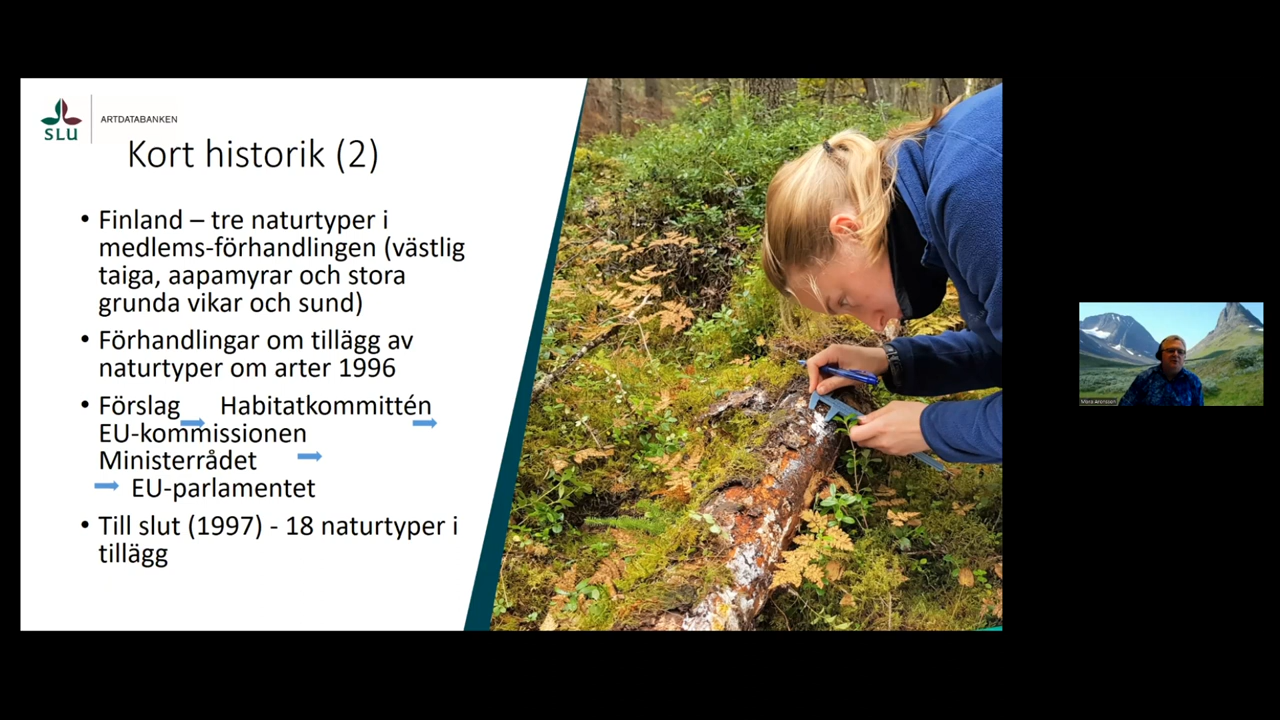 SLU
ARTDATABANKEN
Kort historik (2)
• Finland – tre naturtyper i
medlems-förhandlingen (västlig
taiga, aapamyrar och stora
grunda vikar och sund)
• Förhandlingar om tillägg av
naturtyper om arter 1996
• Förslag Habitatkommittén
EU-kommissionen
Ministerrådet
EU-parlamentet
• Till slut (1997) - 18 naturtyper i
tillägg
Mora Aronsson